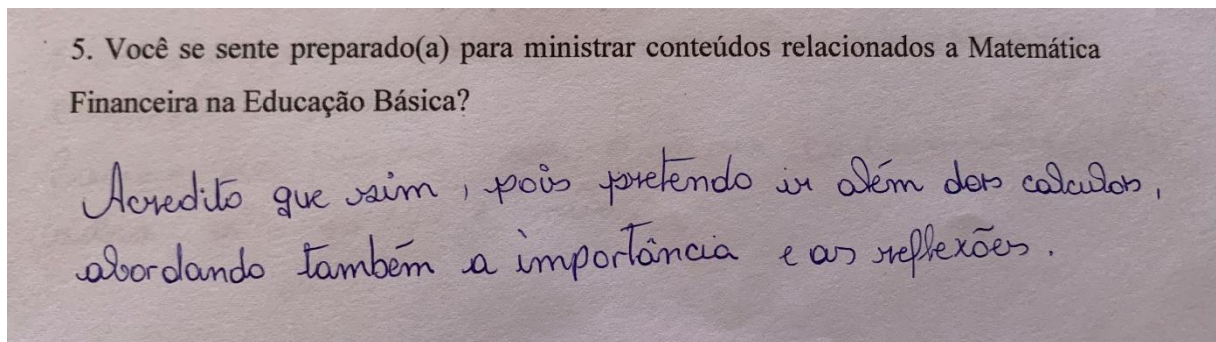 5. Você se sente preparado(a) para ministrar conteúdos relacionados a Matemática
Financeira na Educação Básica?
Acredito que sim, pois pretendo ir além dos calculos,
abordando também a importância e as reflexões.